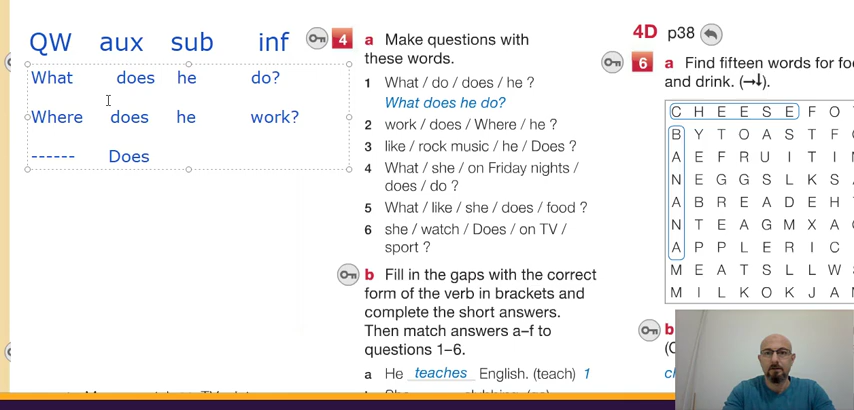 QW aux sub inf
What does he do?
Where does he work?
------ Does
4 a Make questions with
these words.
1 What / do / does / he ?
What does he do?
2 work / does / Where / he ?
3 like / rock music / he / Does ?
4 What / she / on Friday nights /
does / do ?
5 What / like / she / does / food ?
6 she / watch / Does / on TV /
sport ?
b Fill in the gaps with the correct
form of the verb in brackets and
complete the short answers.
Then match answers a–f to
questions 1–6.
a He teaches English. (teach) 1
4D p38
6 a Find fifteen words for foo
and drink. (→↓).
C H E E S E F O
B Y T O A S T F
A E F R U I T I
N E G G S L K S
A B R E A D E H
N T E A G M X A
A P P L E R I C
M E A T S L L W
M I L K O K J A
b